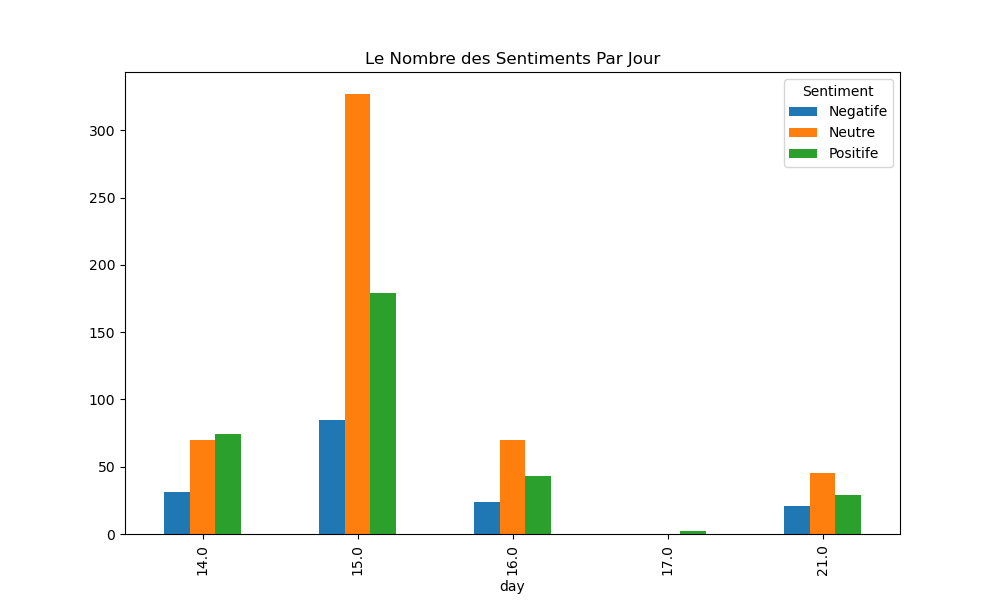 Le Nombre des Sentiments Par Jour
Sentiment
Negatife
Neutre
Positife
300
250
200
150
100
50
0
14.0
15.0
16.0
17.0
21.0
day